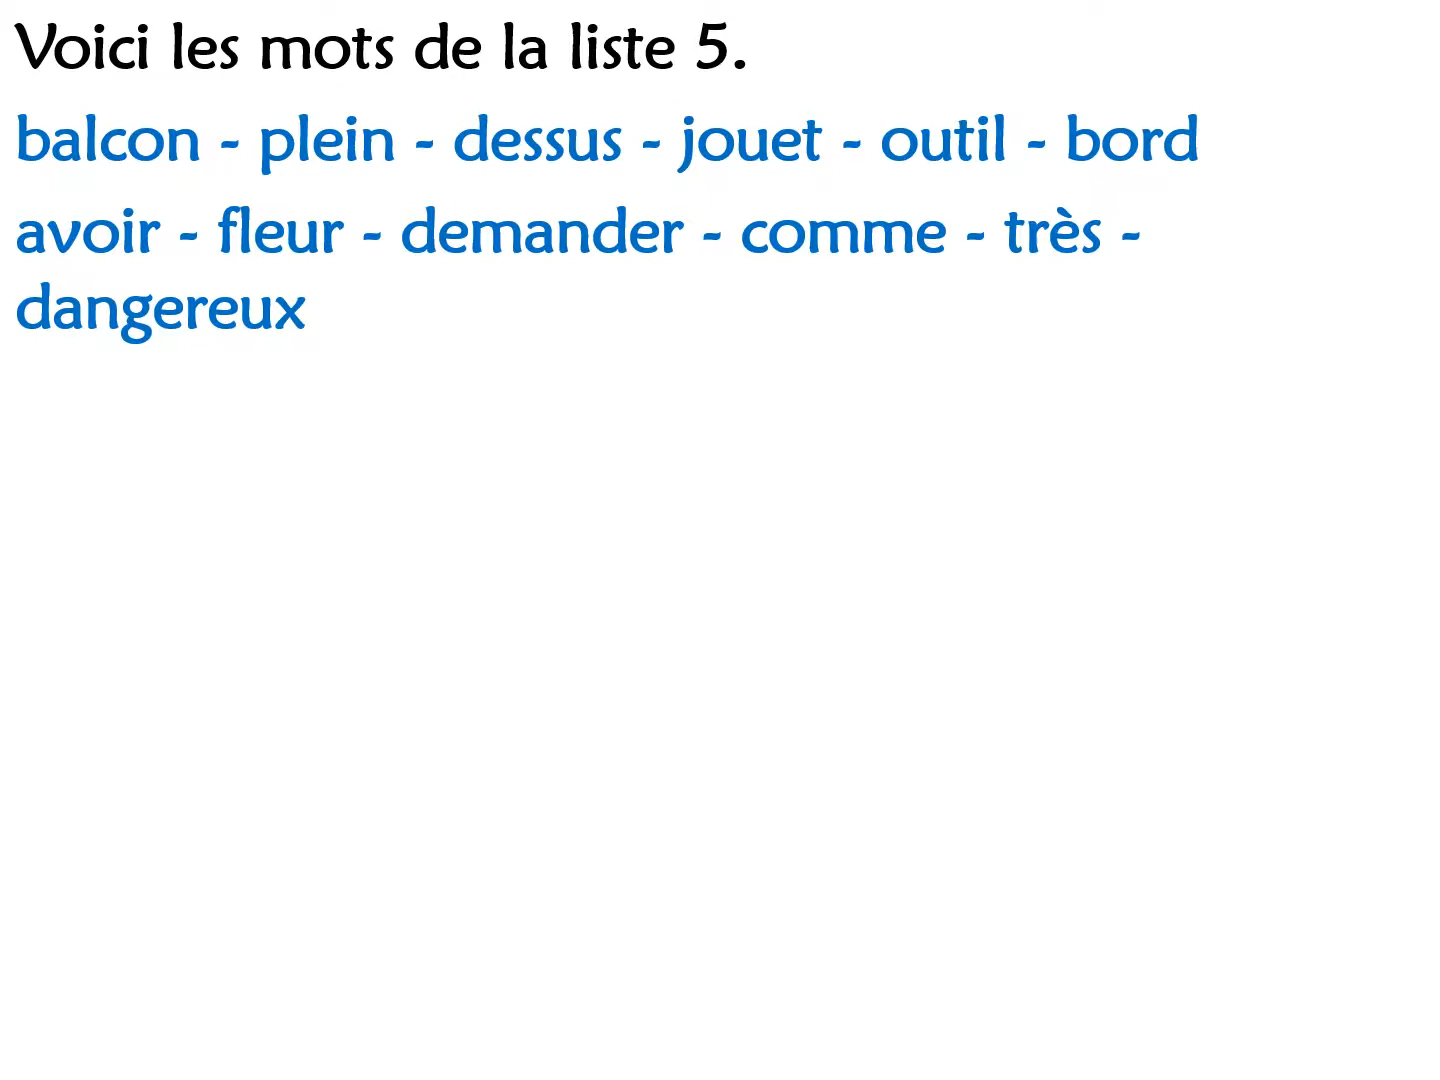 Voici les mots de la liste 5.
balcon - plein - dessus - jouet - outil - bord
avoir - fleur - demander - comme - très -
dangereux